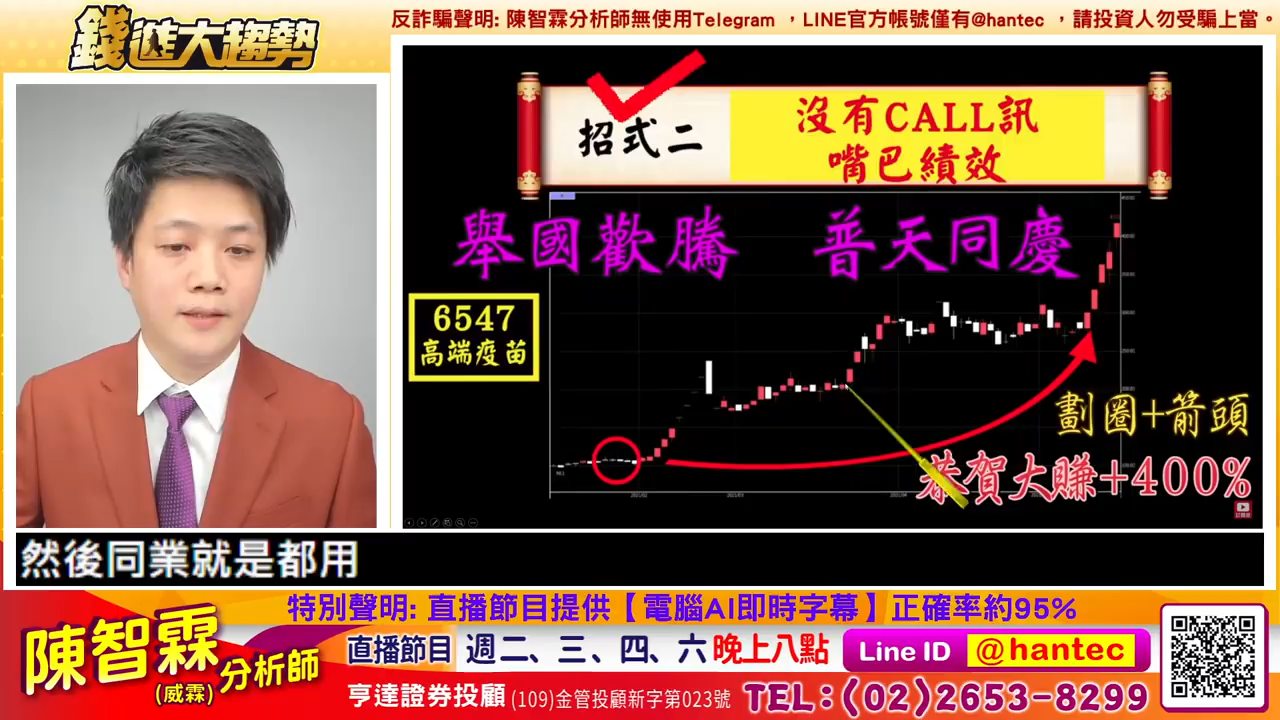 錢進大趨勢
反詐騙聲明: 陳智霖分析師無使用Telegram ，LINE官方帳號僅有@hantec ，請投資人勿受騙上當。
招式二
沒有CALL訊
嘴巴績效
舉國歡騰 普天同慶
6547
高端疫苗
劃圈+箭頭
恭賀大賺+400%
然後同業就是都用
特別聲明: 直播節目提供【電腦AI即時字幕】正確率約95%
陳智霖
(威霖)
分析師
直播節目 週二、三、四、六 晚上八點
Line ID @hantec
亨達證券投顧 (109)金管投顧新字第023號
TEL:(02)2653-8299